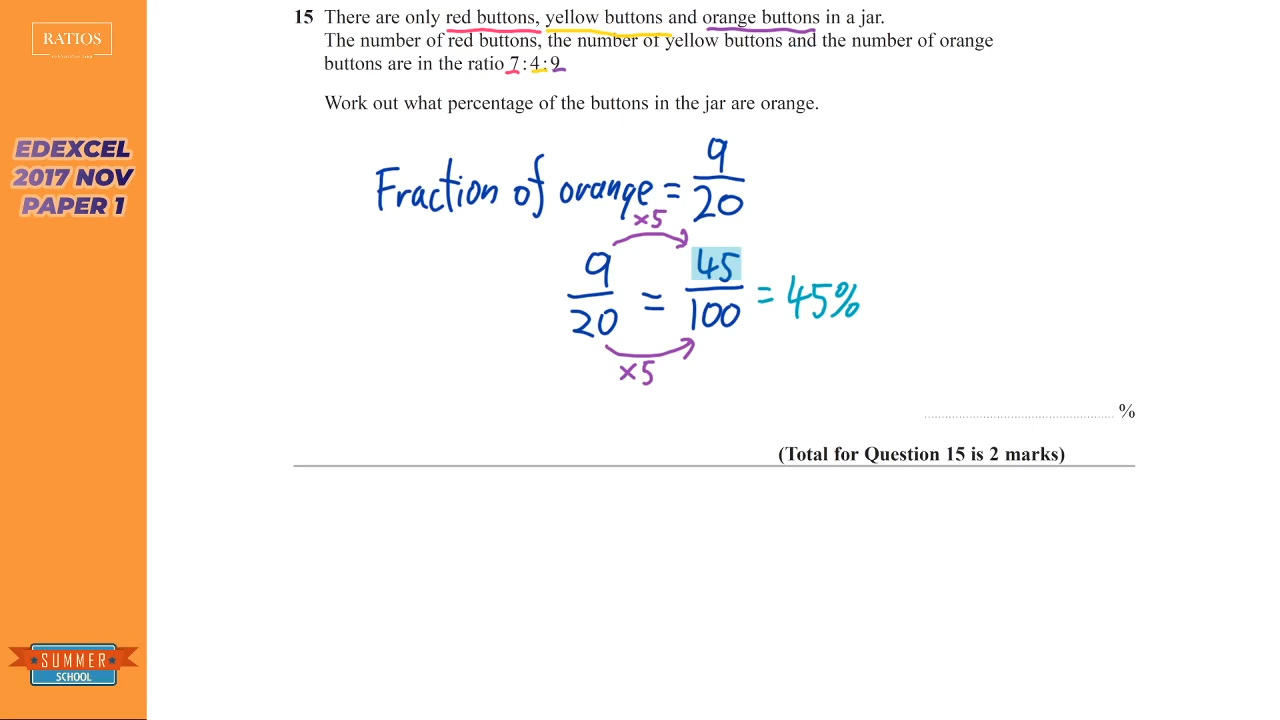 RATIOS
EDEXCEL
2017 NOV
PAPER 1
SUMMER
SCHOOL
15 There are only red buttons, yellow buttons and orange buttons in a jar.
The number of red buttons, the number of yellow buttons and the number of orange
buttons are in the ratio 7 : 4 : 9
Work out what percentage of the buttons in the jar are orange.
Fraction of orange = 9/20
×5
9/20 = 45/100 = 45%
×5
.......................................................... %
(Total for Question 15 is 2 marks)